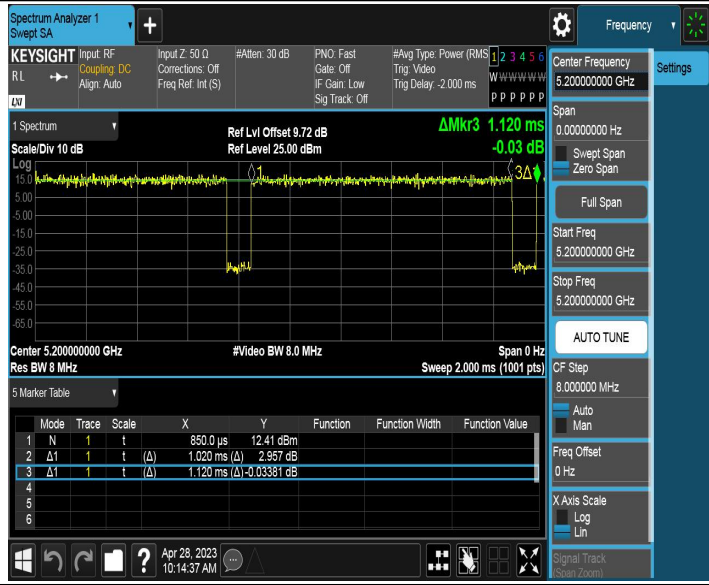 Spectrum Analyzer 1
Swept SA
Frequency
KEYSIGHT
RL
LXI
Input: RF
Coupling: DC
Align: Auto
Input Z: 50 Ω
Corrections: Off
Freq Ref: Int (S)
#Atten: 30 dB
PNO: Fast
Gate: Off
IF Gain: Low
Sig Track: Off
#Avg Type: Power (RMS
Trig: Video
Trig Delay: -2.000 ms
1 2 3 4 5 6
W W W W W W
P P P P P P
1 Spectrum
Scale/Div 10 dB
Ref Lvl Offset 9.72 dB
Ref Level 25.00 dBm
ΔMkr3 1.120 ms
-0.03 dB
Log
15.0
5.00
-5.00
-15.0
-25.0
-35.0
-45.0
-55.0
-65.0
1
3Δ1
Center 5.200000000 GHz
Res BW 8 MHz
#Video BW 8.0 MHz
Span 0 Hz
Sweep 2.000 ms (1001 pts)
5 Marker Table
Mode Trace Scale X Y Function Function Width Function Value
1 N 1 t 850.0 µs 12.41 dBm
2 Δ1 1 t (Δ) 1.020 ms (Δ) 2.957 dB
3 Δ1 1 t (Δ) 1.120 ms (Δ) -0.03381 dB
4
5
6
Apr 28, 2023
10:14:37 AM
?
Center Frequency
5.200000000 GHz
Settings
Span
0.00000000 Hz
Swept Span
Zero Span
Full Span
Start Freq
5.200000000 GHz
Stop Freq
5.200000000 GHz
AUTO TUNE
CF Step
8.000000 MHz
Auto
Man
Freq Offset
0 Hz
X Axis Scale
Log
Lin
Signal Track
(Span Zoom)